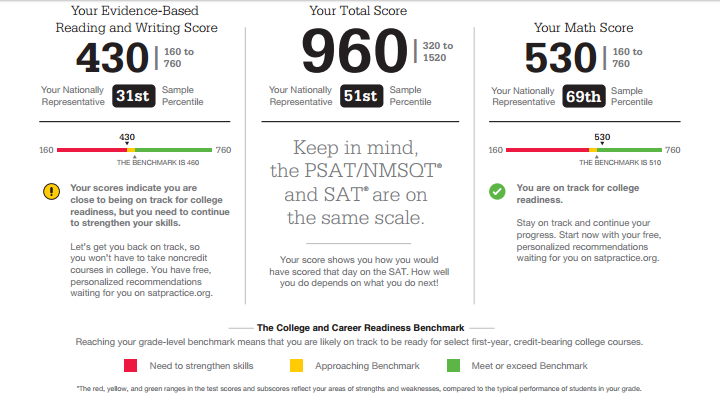 Your Evidence-Based
Reading and Writing Score
430
160 to
760
Your Nationally
Representative
31st
Sample
Percentile
430
160
760
THE BENCHMARK IS 460
Your scores indicate you are
close to being on track for college
readiness, but you need to continue
to strengthen your skills.
Let's get you back on track, so
you won't have to take noncredit
courses in college. You have free,
personalized recommendations
waiting for you on satpractice.org.
Your Total Score
960
320 to
1520
Your Nationally
Representative
51st
Sample
Percentile
Keep in mind,
the PSAT/NMSQT®
and SAT® are on
the same scale.
Your score shows you how you would
have scored that day on the SAT. How well
you do depends on what you do next!
Your Math Score
530
160 to
760
Your Nationally
Representative
69th
Sample
Percentile
530
160
760
THE BENCHMARK IS 510
You are on track for college
readiness.
Stay on track and continue your
progress. Start now with your free,
personalized recommendations
waiting for you on satpractice.org.
The College and Career Readiness Benchmark
Reaching your grade-level benchmark means that you are likely on track to be ready for select first-year, credit-bearing college courses.
Need to strengthen skills
Approaching Benchmark
Meet or exceed Benchmark
*The red, yellow, and green ranges in the test scores and subscores reflect your areas of strengths and weaknesses, compared to the typical performance of students in your grade.